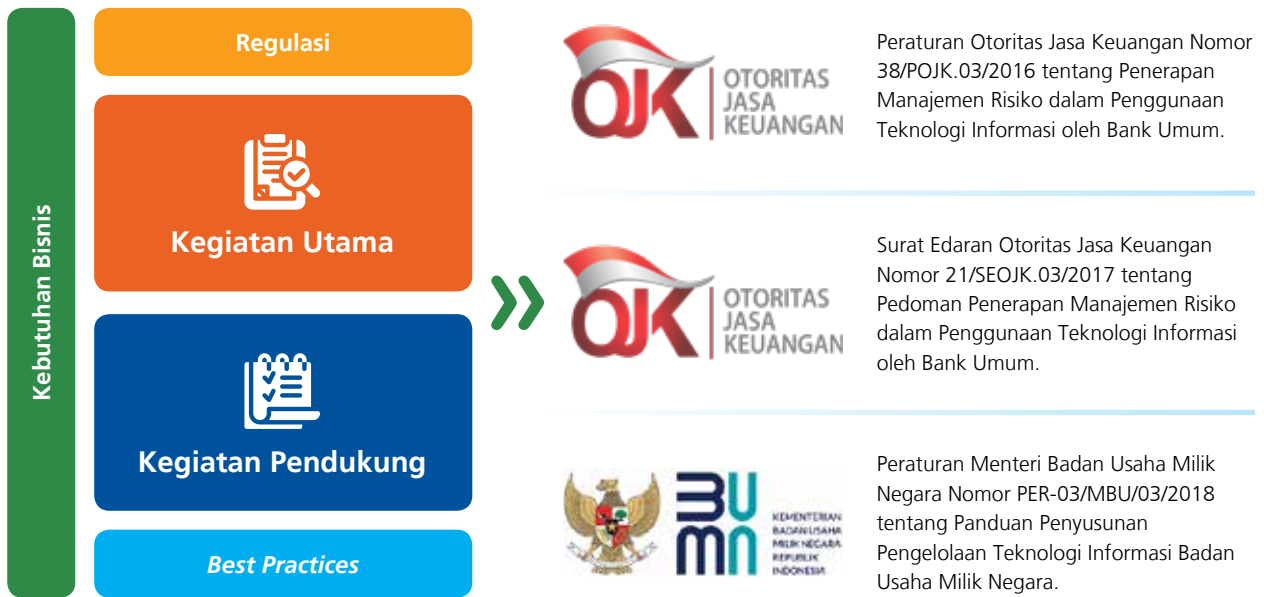 Kebutuhan Bisnis
Regulasi
Kegiatan Utama
Kegiatan Pendukung
Best Practices
OJK
OTORITAS
JASA
KEUANGAN
Peraturan Otoritas Jasa Keuangan Nomor
38/POJK.03/2016 tentang Penerapan
Manajemen Risiko dalam Penggunaan
Teknologi Informasi oleh Bank Umum.
OJK
OTORITAS
JASA
KEUANGAN
Surat Edaran Otoritas Jasa Keuangan
Nomor 21/SEOJK.03/2017 tentang
Pedoman Penerapan Manajemen Risiko
dalam Penggunaan Teknologi Informasi
oleh Bank Umum.
BU
mn
KEMENTERIAN
BADAN USAHA
MILIK NEGARA
REPUBLIK
INDONESIA
Peraturan Menteri Badan Usaha Milik
Negara Nomor PER-03/MBU/03/2018
tentang Panduan Penyusunan
Pengelolaan Teknologi Informasi Badan
Usaha Milik Negara.